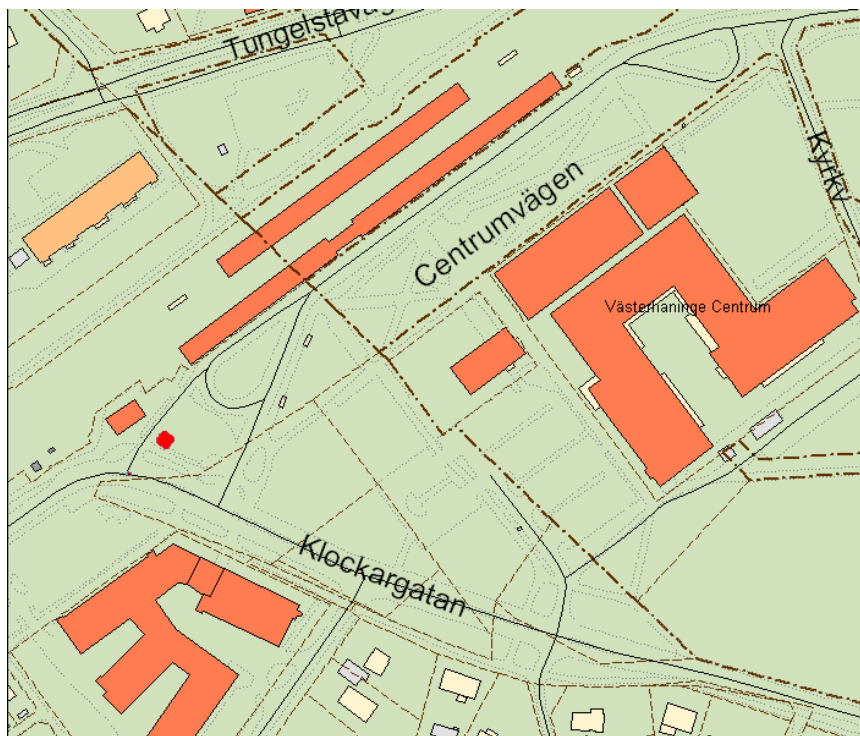 Tungelstaväg
Centrumvägen
Kyrkv
Västerhaninge Centrum
Klockargatan